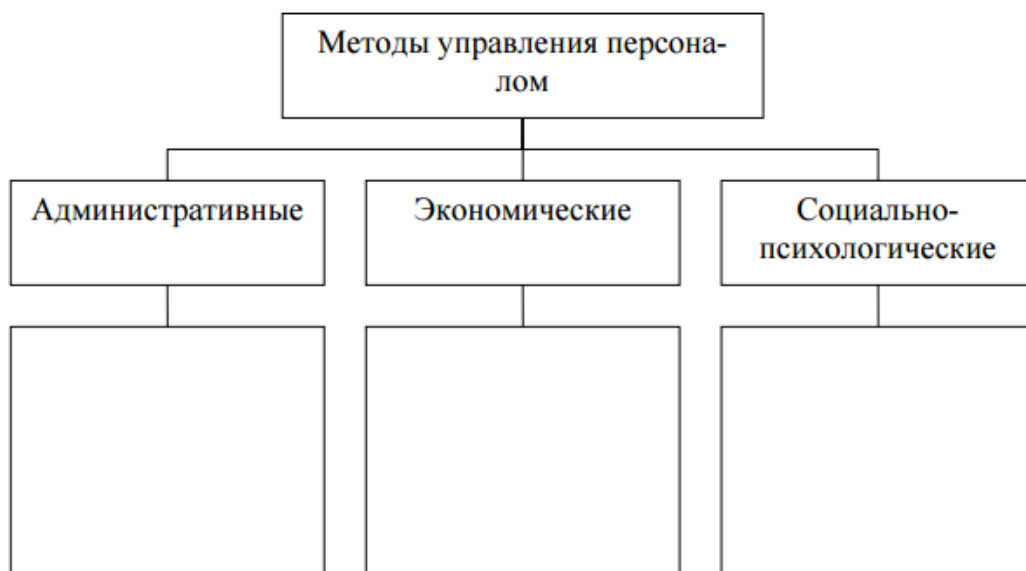 Методы управления персона-
лом
Административные
Экономические
Социально-
психологические